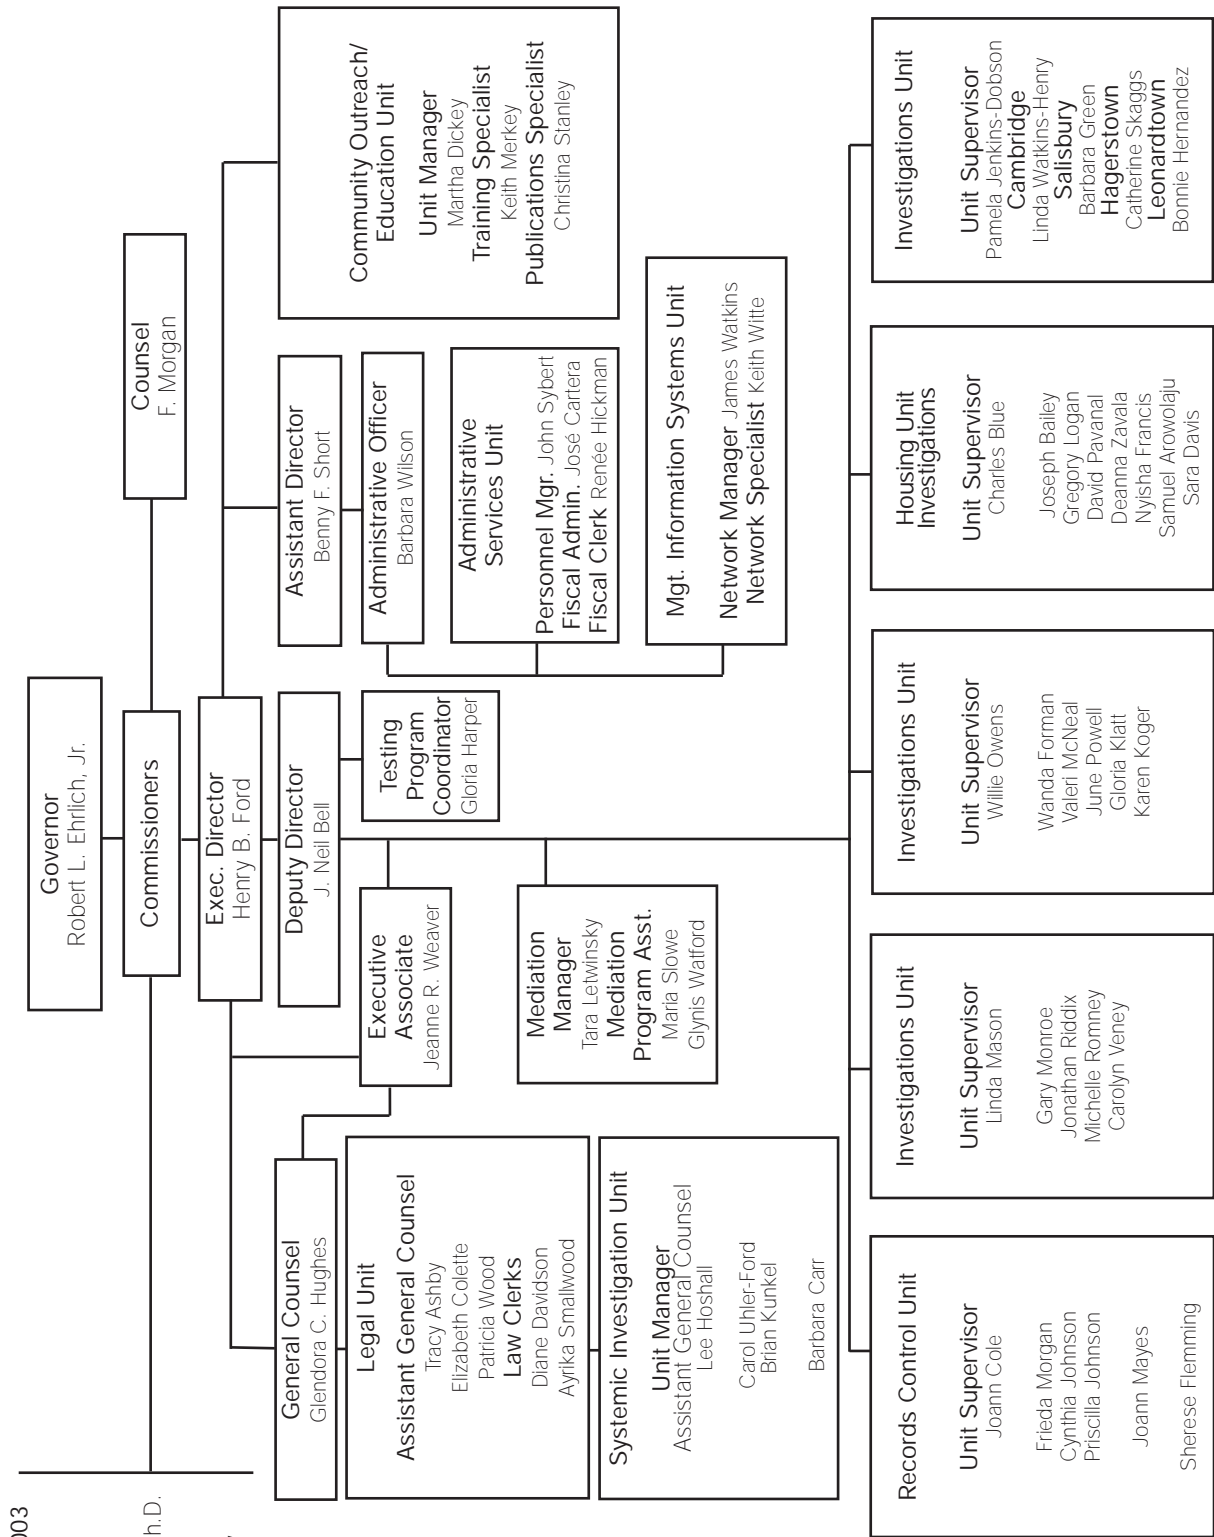 003
h.D.
Governor
Robert L. Ehrlich, Jr.
Commissioners
Counsel
F. Morgan
Exec. Director
Henry B. Ford
Deputy Director
J. Neil Bell
General Counsel
Glendora C. Hughes
Legal Unit
Assistant General Counsel
Tracy Ashby
Elizabeth Colette
Patricia Wood
Law Clerks
Diane Davidson
Ayrika Smallwood
Systemic Investigation Unit
Unit Manager
Assistant General Counsel
Lee Hoshall
Carol Uhler-Ford
Brian Kunkel
Barbara Carr
Executive
Associate
Jeanne R. Weaver
Mediation
Manager
Tara Letwinsky
Mediation
Program Asst.
Maria Slowe
Glynis Watford
Testing
Program
Coordinator
Gloria Harper
Assistant Director
Benny F. Short
Administrative Officer
Barbara Wilson
Administrative
Services Unit
Personnel Mgr. John Sybert
Fiscal Admin. José Cartera
Fiscal Clerk Renée Hickman
Mgt. Information Systems Unit
Network Manager James Watkins
Network Specialist Keith Witte
Community Outreach/
Education Unit
Unit Manager
Martha Dickey
Training Specialist
Keith Merkey
Publications Specialist
Christina Stanley
Records Control Unit
Unit Supervisor
Joann Cole
Frieda Morgan
Cynthia Johnson
Priscilla Johnson
Joann Mayes
Sherese Flemming
Investigations Unit
Unit Supervisor
Linda Mason
Gary Monroe
Jonathan Riddix
Michelle Romney
Carolyn Veney
Investigations Unit
Unit Supervisor
Willie Owens
Wanda Forman
Valeri McNeal
June Powell
Gloria Klatt
Karen Koger
Housing Unit
Investigations
Unit Supervisor
Charles Blue
Joseph Bailey
Gregory Logan
David Pavanal
Deanna Zavala
Nyisha Francis
Samuel Arowolaju
Sara Davis
Investigations Unit
Unit Supervisor
Pamela Jenkins-Dobson
Cambridge
Linda Watkins-Henry
Salisbury
Barbara Green
Hagerstown
Catherine Skaggs
Leonardtown
Bonnie Hernandez